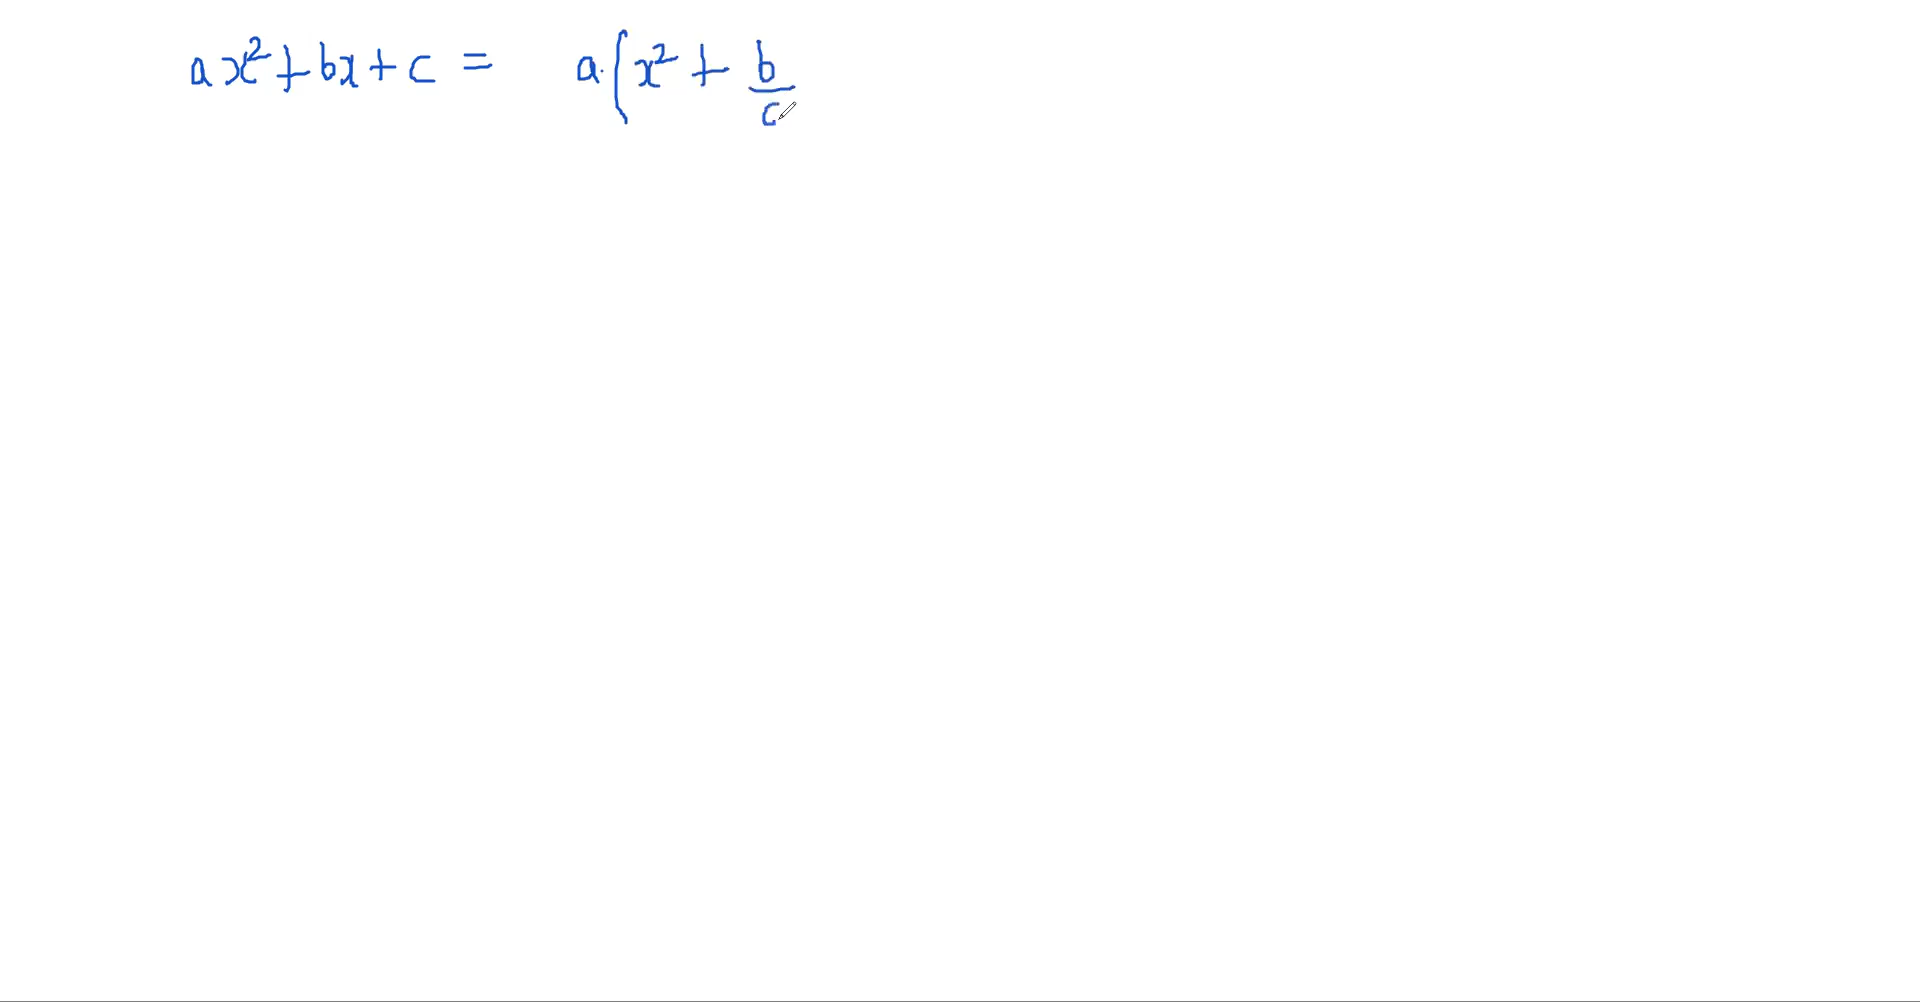 ax² + bx + c = a·(x² + b/c